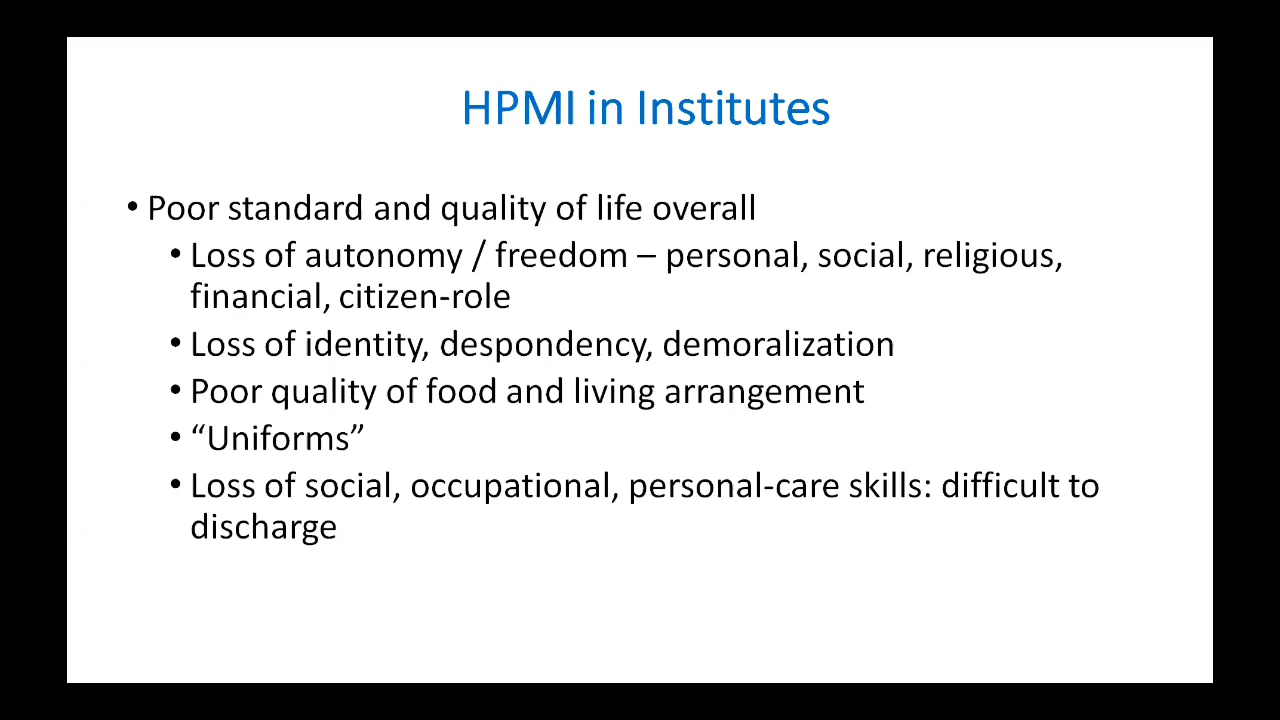 HPMI in Institutes
• Poor standard and quality of life overall
• Loss of autonomy / freedom – personal, social, religious,
financial, citizen-role
• Loss of identity, despondency, demoralization
• Poor quality of food and living arrangement
• “Uniforms”
• Loss of social, occupational, personal-care skills: difficult to
discharge